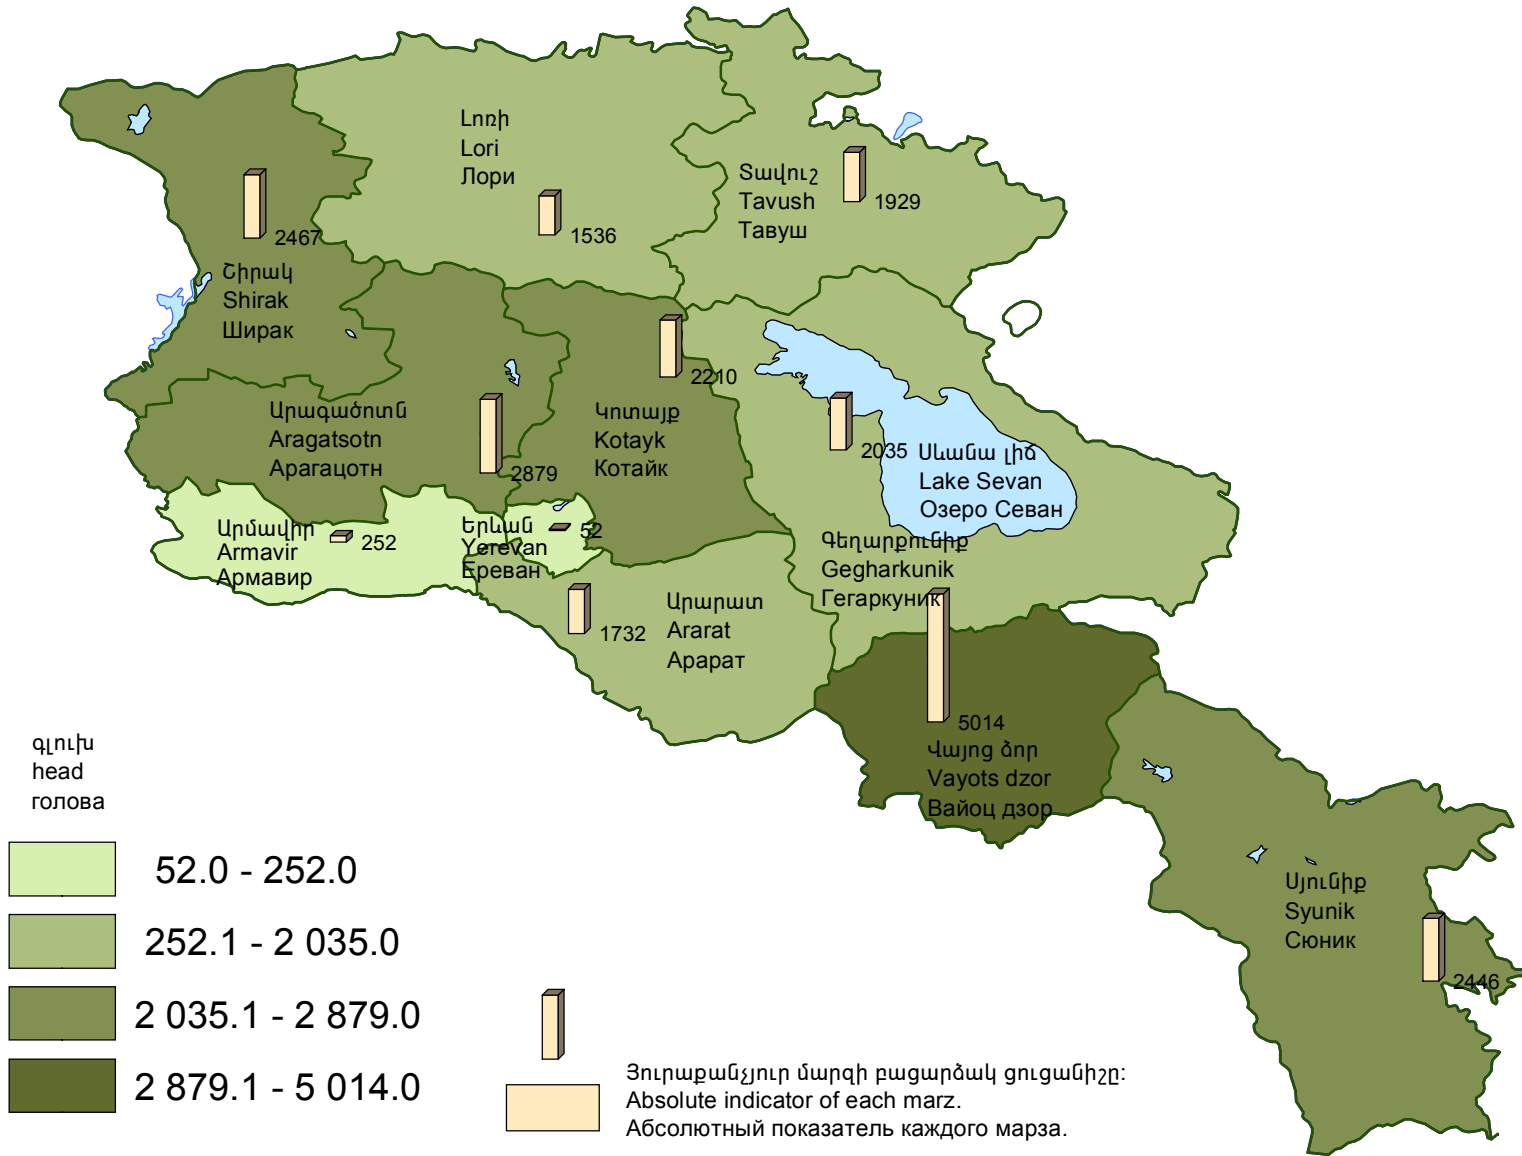 Լոռի
Lori
Лори
1536
Տավուշ
Tavush
Тавуш
1929
2467
Շիրակ
Shirak
Ширак
2210
Արագածոտն
Aragatsotn
Арагацотн
2879
Կոտայք
Kotayk
Котайк
2035
Սևանա լիճ
Lake Sevan
Озеро Севан
Արմավիր
Armavir
Армавир
252
Երևան
Yerevan
Ереван
52
Գեղարքունիք
Gegharkunik
Гегаркуник
1732
Արարատ
Ararat
Арарат
5014
Վայոց ձոր
Vayots dzor
Вайоц дзор
Սյունիք
Syunik
Сюник
2446
գլուխ
head
голова
52.0 - 252.0
252.1 - 2 035.0
2 035.1 - 2 879.0
2 879.1 - 5 014.0
Յուրաքանչյուր մարզի բացարձակ ցուցանիշը:
Absolute indicator of each marz.
Абсолютный показатель каждого марза.